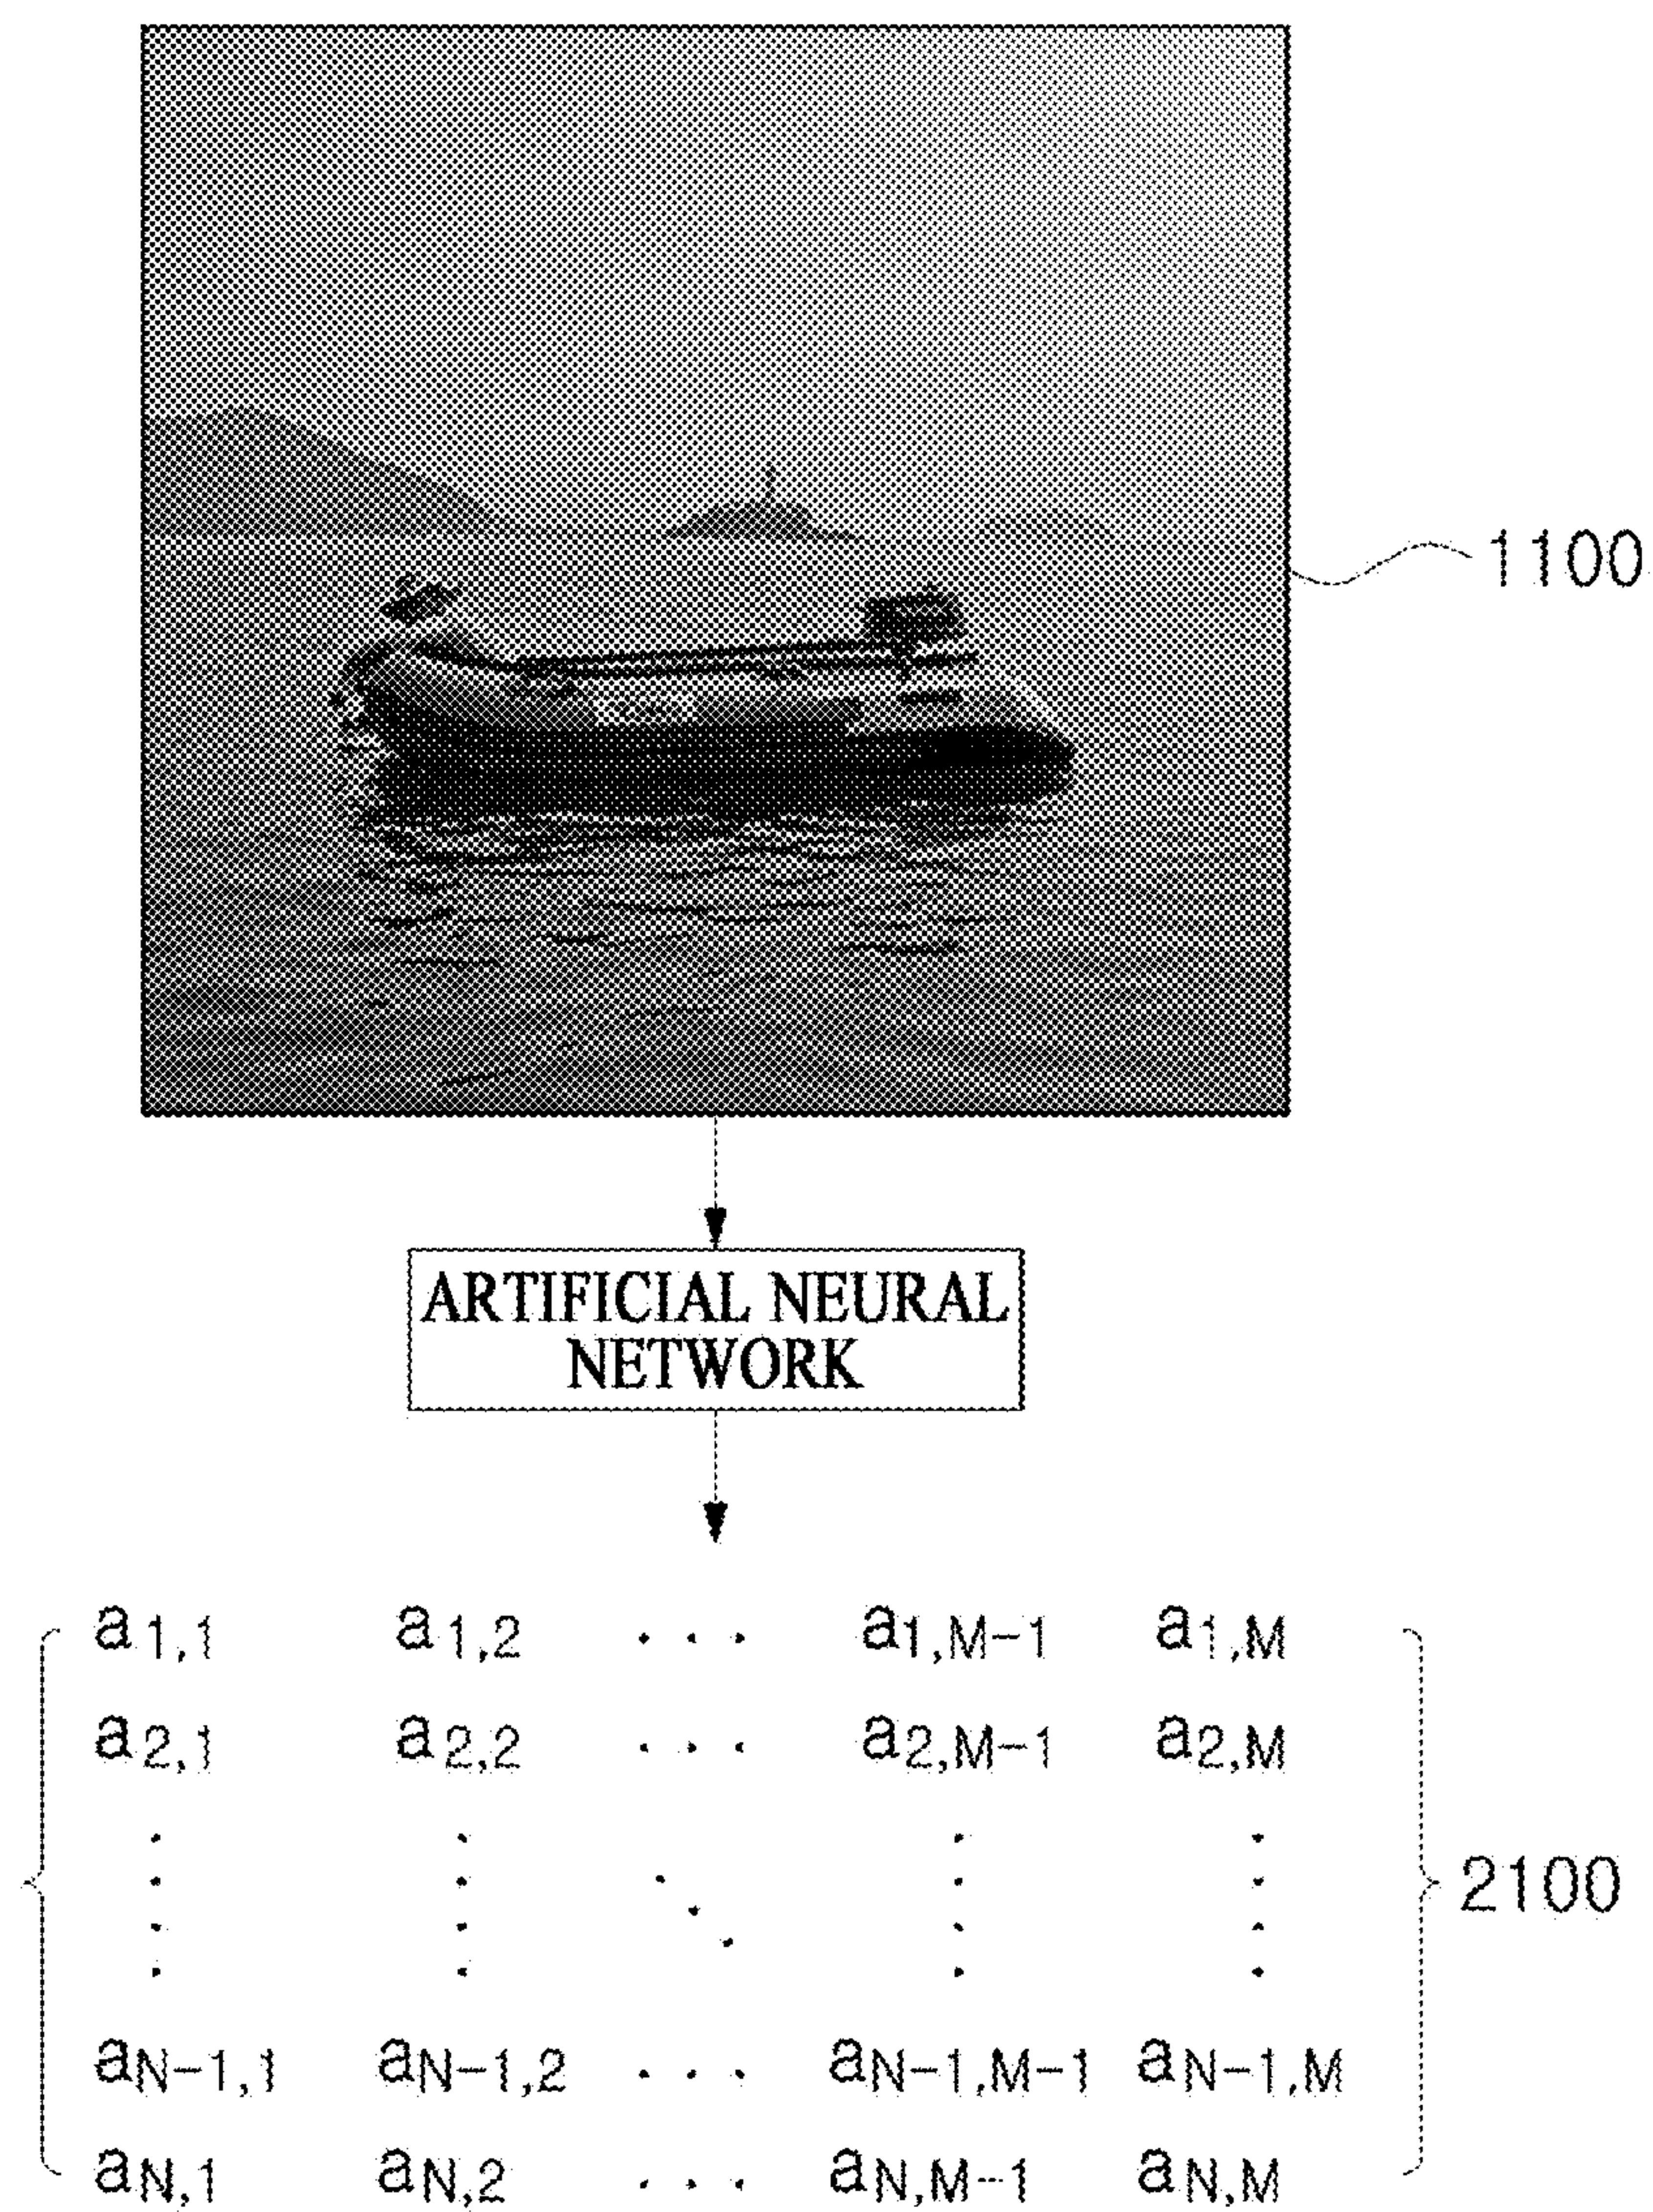 1100
ARTIFICIAL NEURAL
NETWORK
a1,1 a1,2 ... a1,M-1 a1,M
a2,1 a2,2 ... a2,M-1 a2,M
2100
aN-1,1 aN-1,2 ... aN-1,M-1 aN-1,M
aN,1 aN,2 ... aN,M-1 aN,M